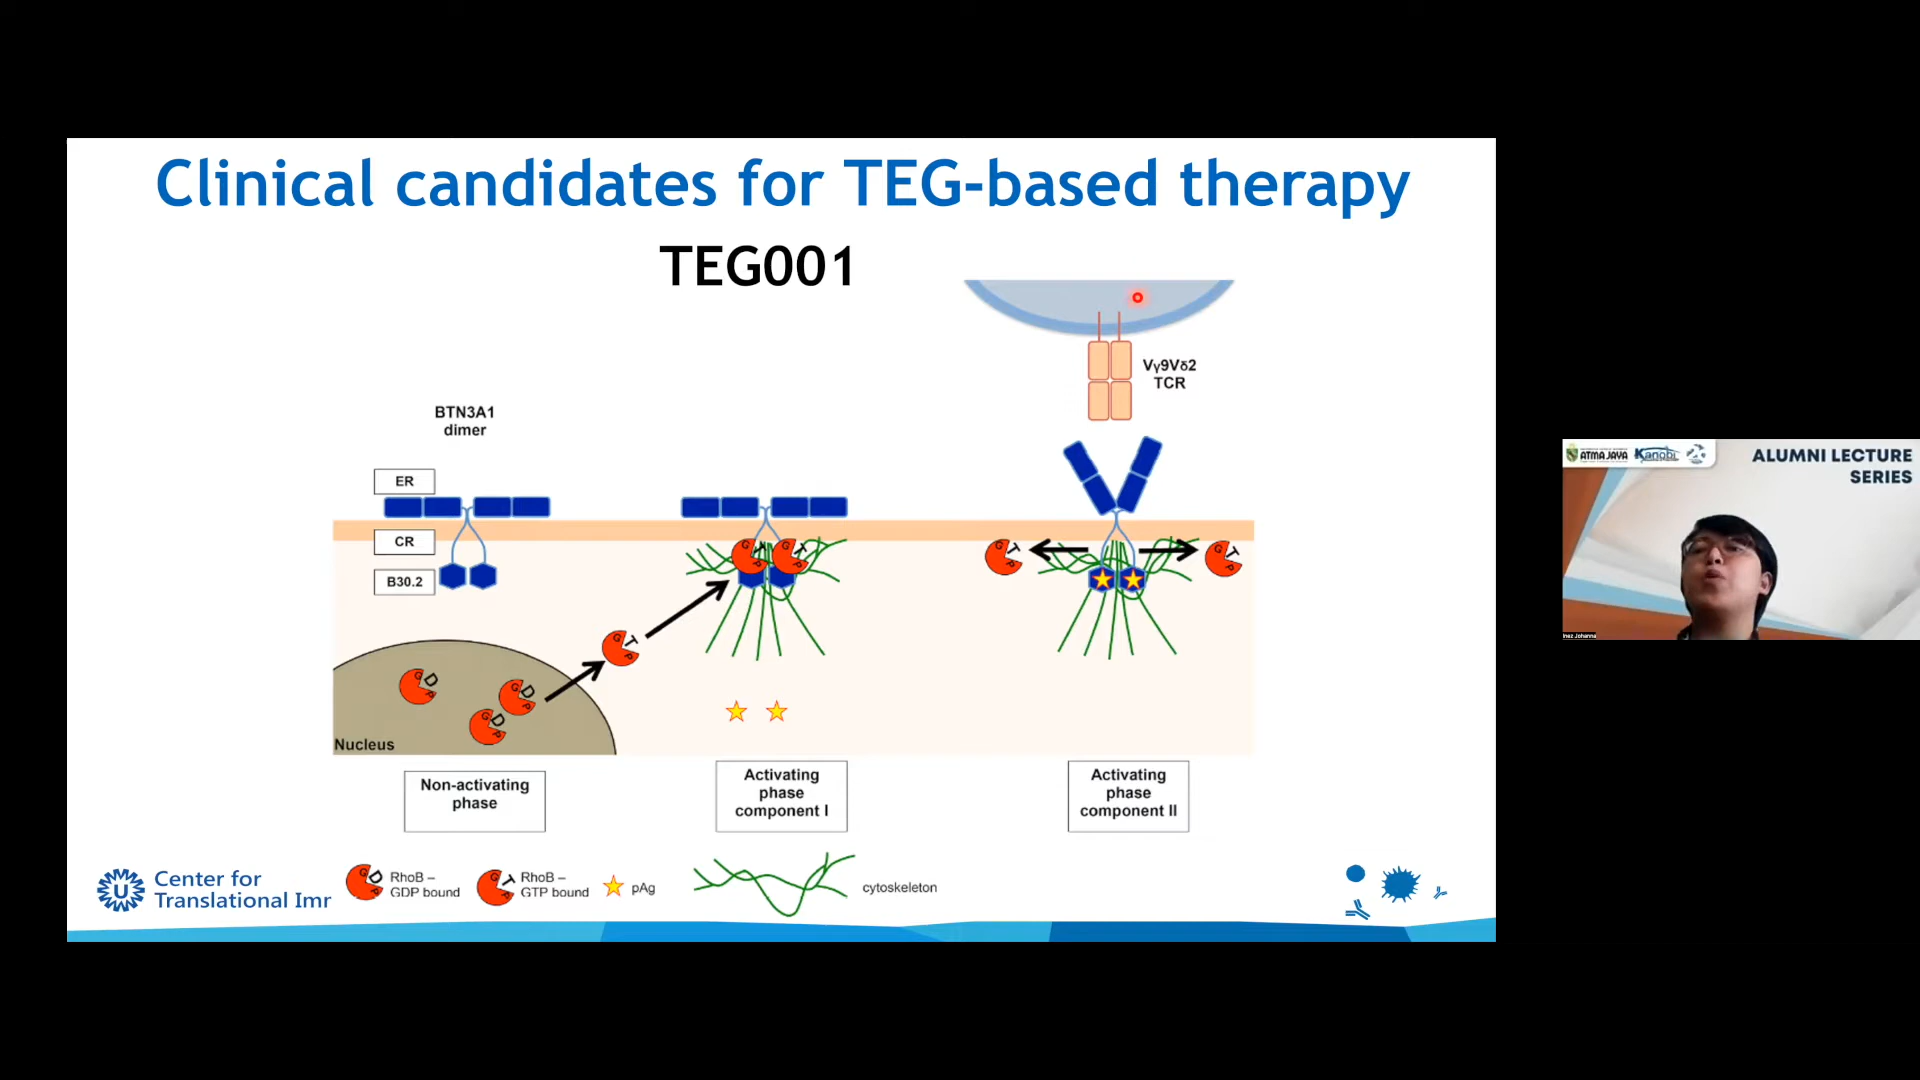 Clinical candidates for TEG-based therapy
TEG001
Vγ9Vδ2
TCR
BTN3A1
dimer
ER
CR
B30.2
G T P
G T P
G T P
G T P
G T P
G D P
G D P
G D P
Nucleus
Non-activating
phase
Activating
phase
component I
Activating
phase
component II
U
Center for
Translational Imr
G D P
RhoB –
GDP bound
G T P
RhoB –
GTP bound
pAg
cytoskeleton
ATMA JAYA
Kanobi
ALUMNI LECTURE
SERIES
Inez Johanna